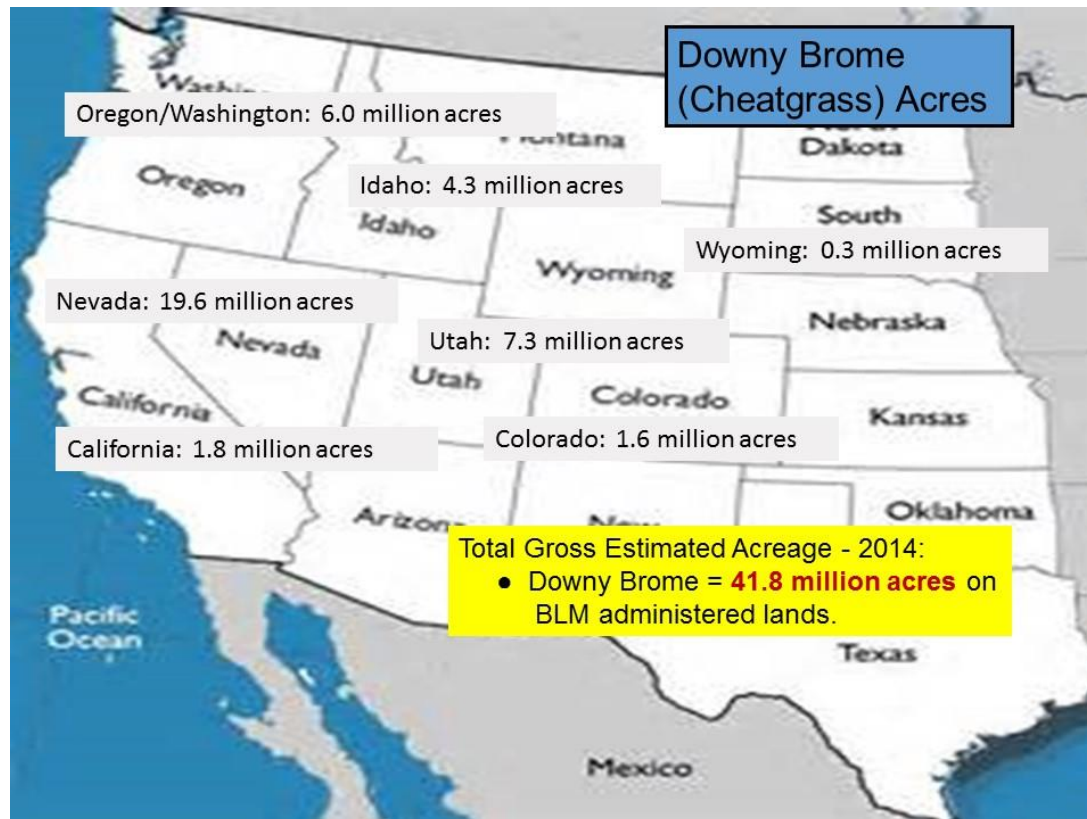 Downy Brome
(Cheatgrass) Acres
Oregon/Washington: 6.0 million acres
Dakota
Oregon
Idaho: 4.3 million acres
South
Idaho
Wyoming: 0.3 million acres
Wyoming
Nevada: 19.6 million acres
Nebraska
Nevada
Utah: 7.3 million acres
Utah
Colorado
Kansas
California
California: 1.8 million acres
Colorado: 1.6 million acres
Oklahoma
Total Gross Estimated Acreage - 2014:
● Downy Brome = 41.8 million acres on
BLM administered lands.
Pacific
Ocean
Texas
Mexico